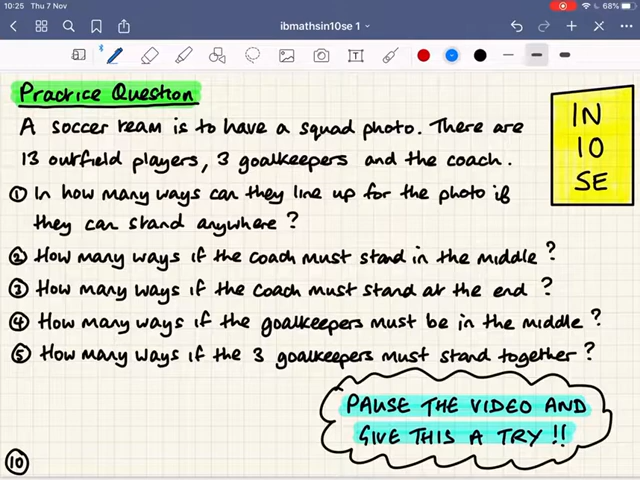 10:25 Thu 7 Nov
68%
ibmathsin10se 1
Practice Question
A soccer team is to have a squad photo. There are
13 outfield players, 3 goalkeepers and the coach.
① In how many ways can they line up for the photo if
they can stand anywhere?
② How many ways if the coach must stand in the middle?
③ How many ways if the coach must stand at the end?
④ How many ways if the goalkeepers must be in the middle?
⑤ How many ways if the 3 goalkeepers must stand together?
IN
10
SE
PAUSE THE VIDEO AND
GIVE THIS A TRY!!
⑩